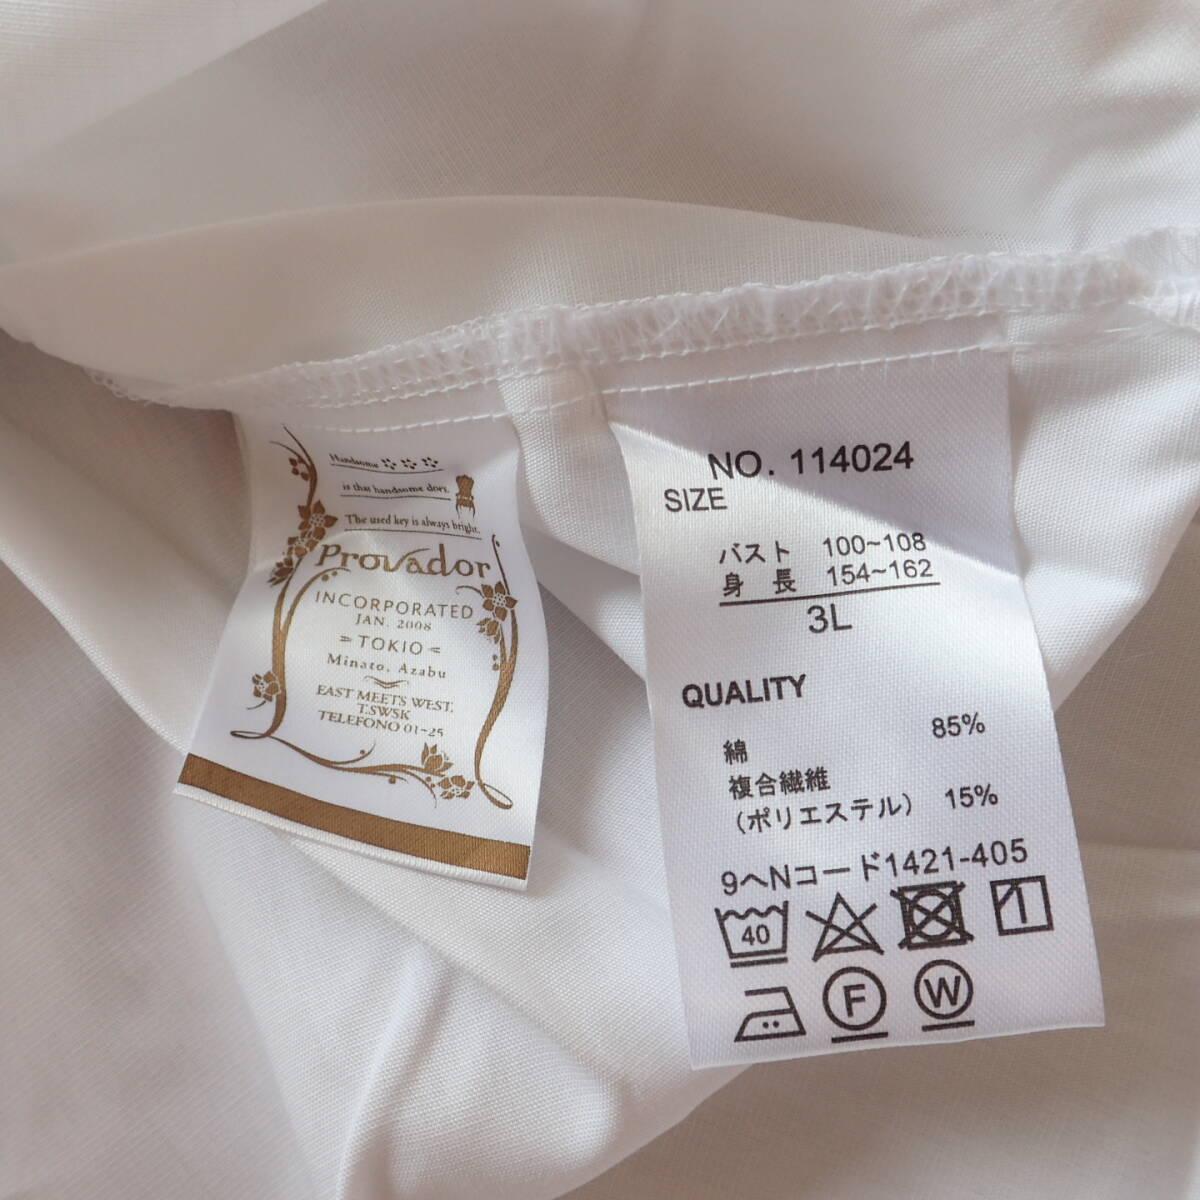 Handsome
is that handsome dori.
The used key is always bright.
Provador
INCORPORATED
JAN. 2008
TOKIO
Minato, Azabu
EAST MEETS WEST.
T.SWSK
TELEFONO 01-25
NO. 114024
SIZE
バスト 100~108
身 長 154~162
3L
QUALITY
綿 85%
複合繊維
(ポリエステル) 15%
9へNコード1421-405
40
F W